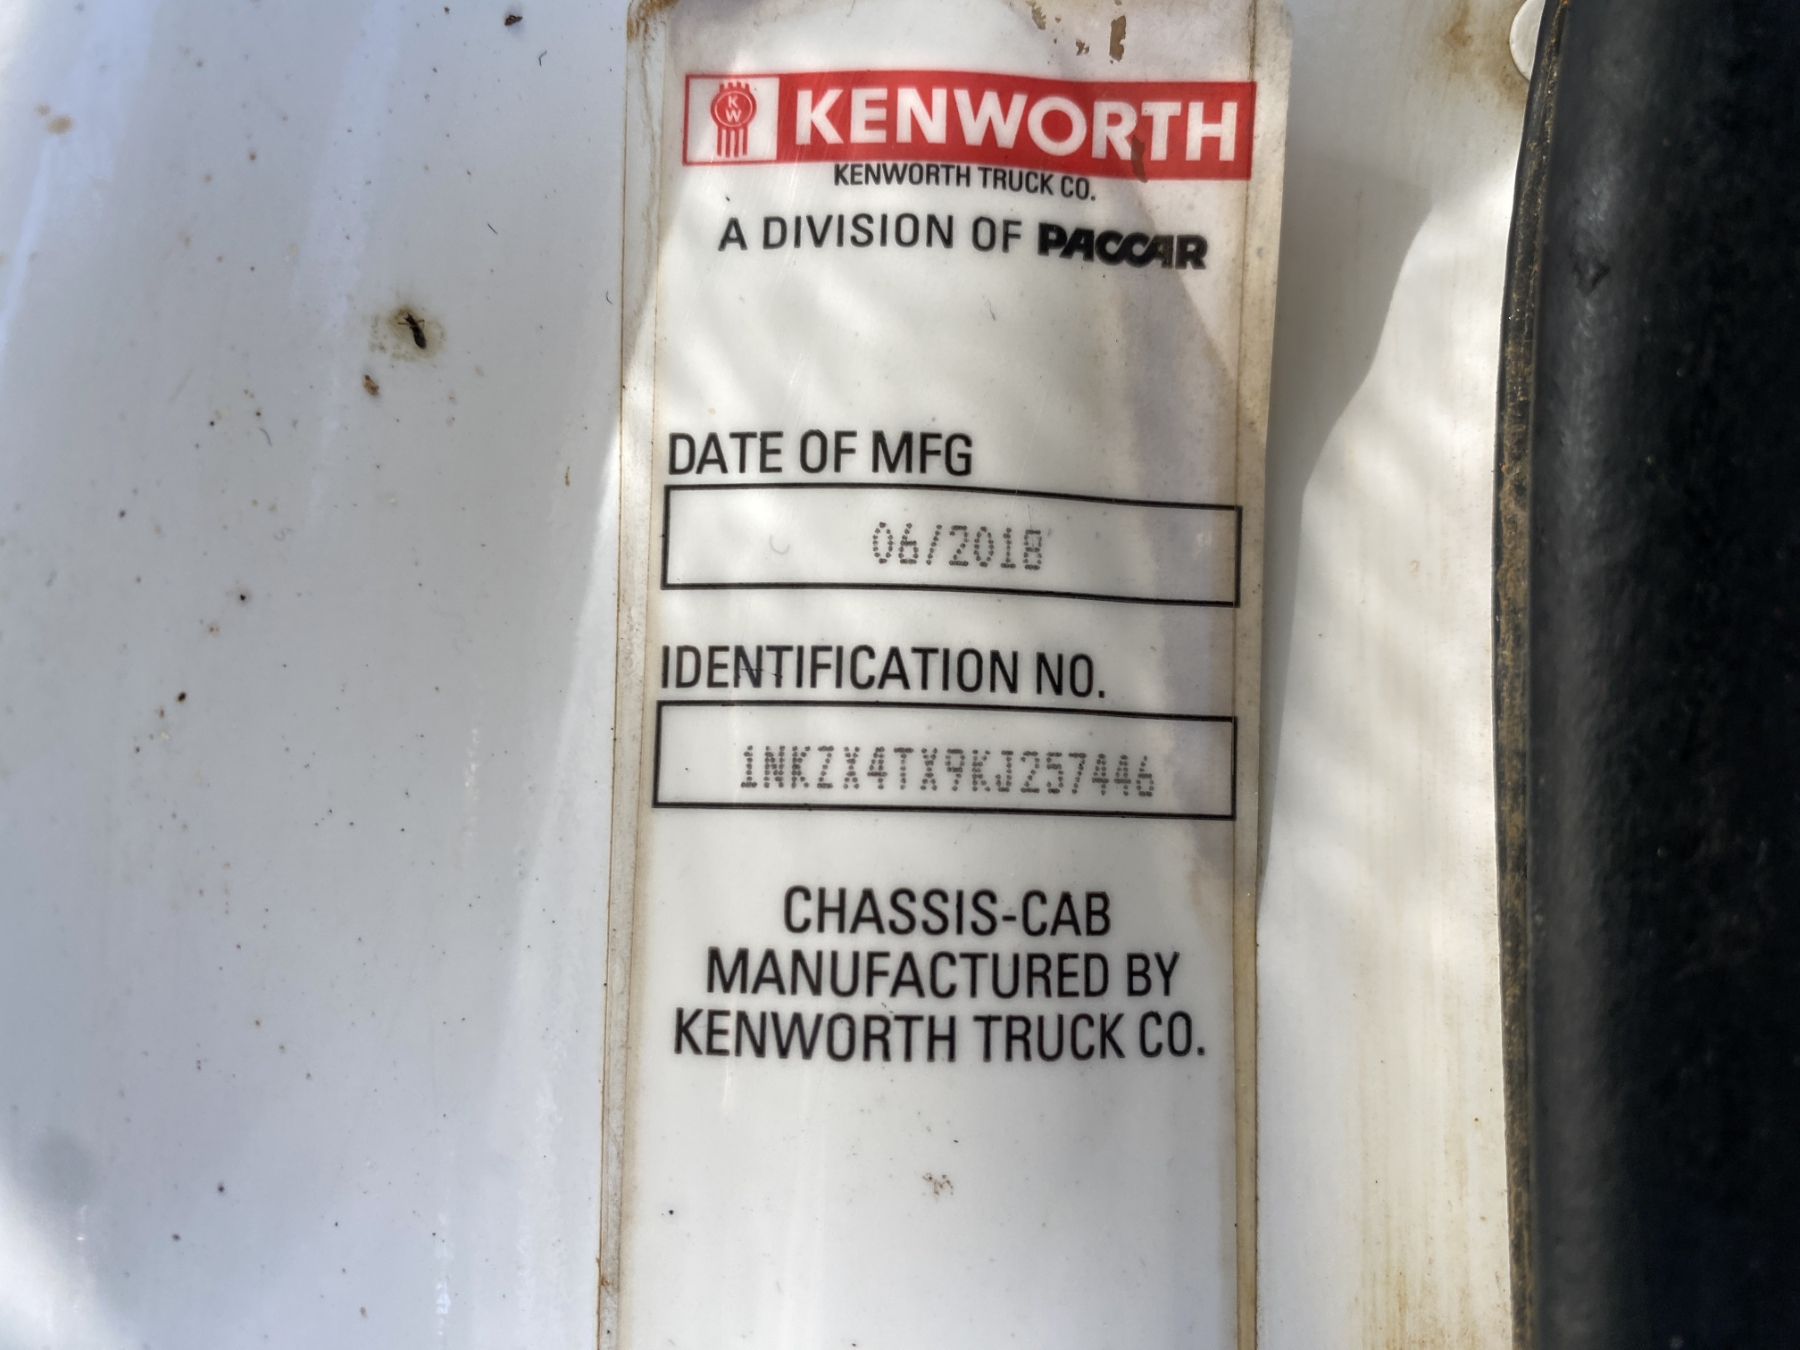 KW KENWORTH
KENWORTH TRUCK CO.
A DIVISION OF PACCAR
DATE OF MFG
06/2018
IDENTIFICATION NO.
1NKZX4TX9KJ257446
CHASSIS-CAB
MANUFACTURED BY
KENWORTH TRUCK CO.